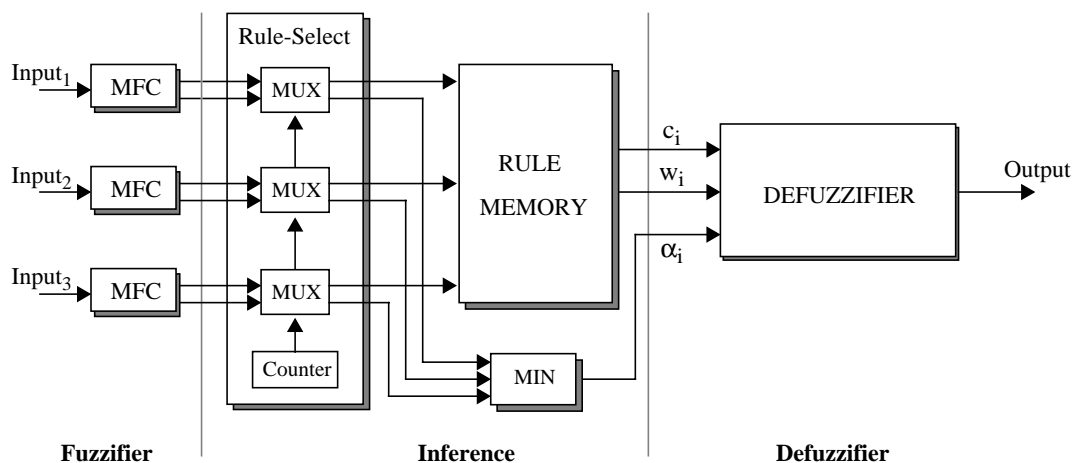 Rule-Select
Input1
MFC
MUX
Input2
MFC
MUX
Input3
MFC
MUX
Counter
RULE
MEMORY
MIN
ci
wi
αi
DEFUZZIFIER
Output
Fuzzifier
Inference
Defuzzifier